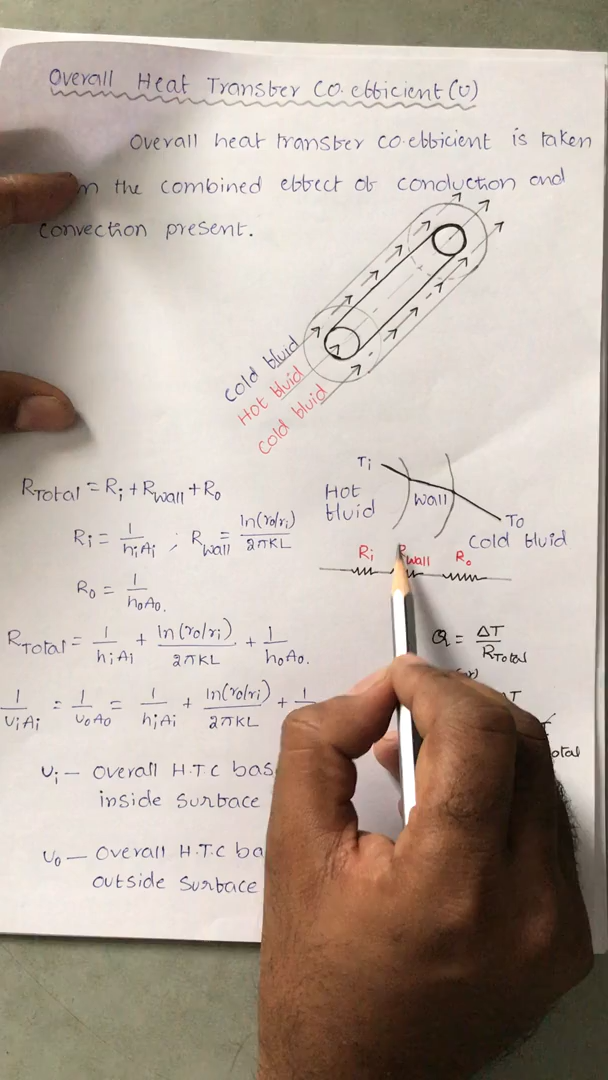 Overall Heat Transfer Co.efficient (U)
Overall heat transfer co.efficient is taken
the combined effect of conduction and
convection present.
Cold fluid
Hot fluid
Cold fluid
Ti
Hot fluid
Wall
To
Cold fluid
Ri Rwall Ro
RTotal = Ri + Rwall + Ro
Ri = 1/hiAi ; Rwall = ln(ro/ri)/2πKL
Ro = 1/hoAo.
RTotal = 1/hiAi + ln(ro/ri)/2πKL + 1/hoAo.
1/UiAi = 1/UoAo = 1/hiAi + ln(ro/ri)/2πKL + 1
Q = ΔT/RTotal
(or)
Ui — Overall H.T.C
inside surface
Uo — Overall H.T.C
outside surface